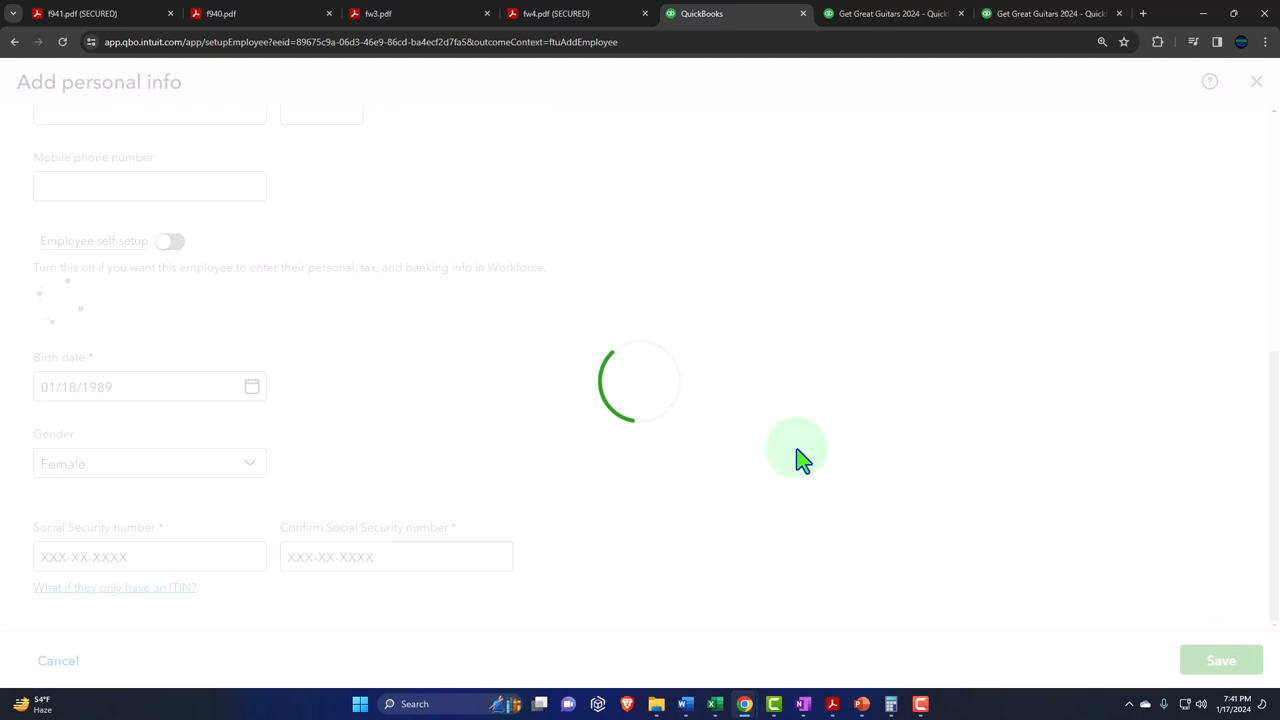 f941.pdf (SECURED)
f940.pdf
fw3.pdf
fw4.pdf (SECURED)
QuickBooks
Get Great Guitars 2024 - Quick
Get Great Guitars 2024 - Quick
app.qbo.intuit.com/app/setupEmployee?eeid=89675c9a-06d3-46e9-86cd-ba4ecf2d7fa5&outcomeContext=ftuAddEmployee
Add personal info
Mobile phone number
Employee self-setup
Turn this on if you want this employee to enter their personal, tax, and banking info in Workforce.
Birth date *
01/18/1989
Gender
Female
Social Security number * Confirm Social Security number *
XXX-XX-XXXX XXX-XX-XXXX
What if they only have an ITIN?
Cancel Save
54°F
Haze
Search
7:41 PM
1/17/2024